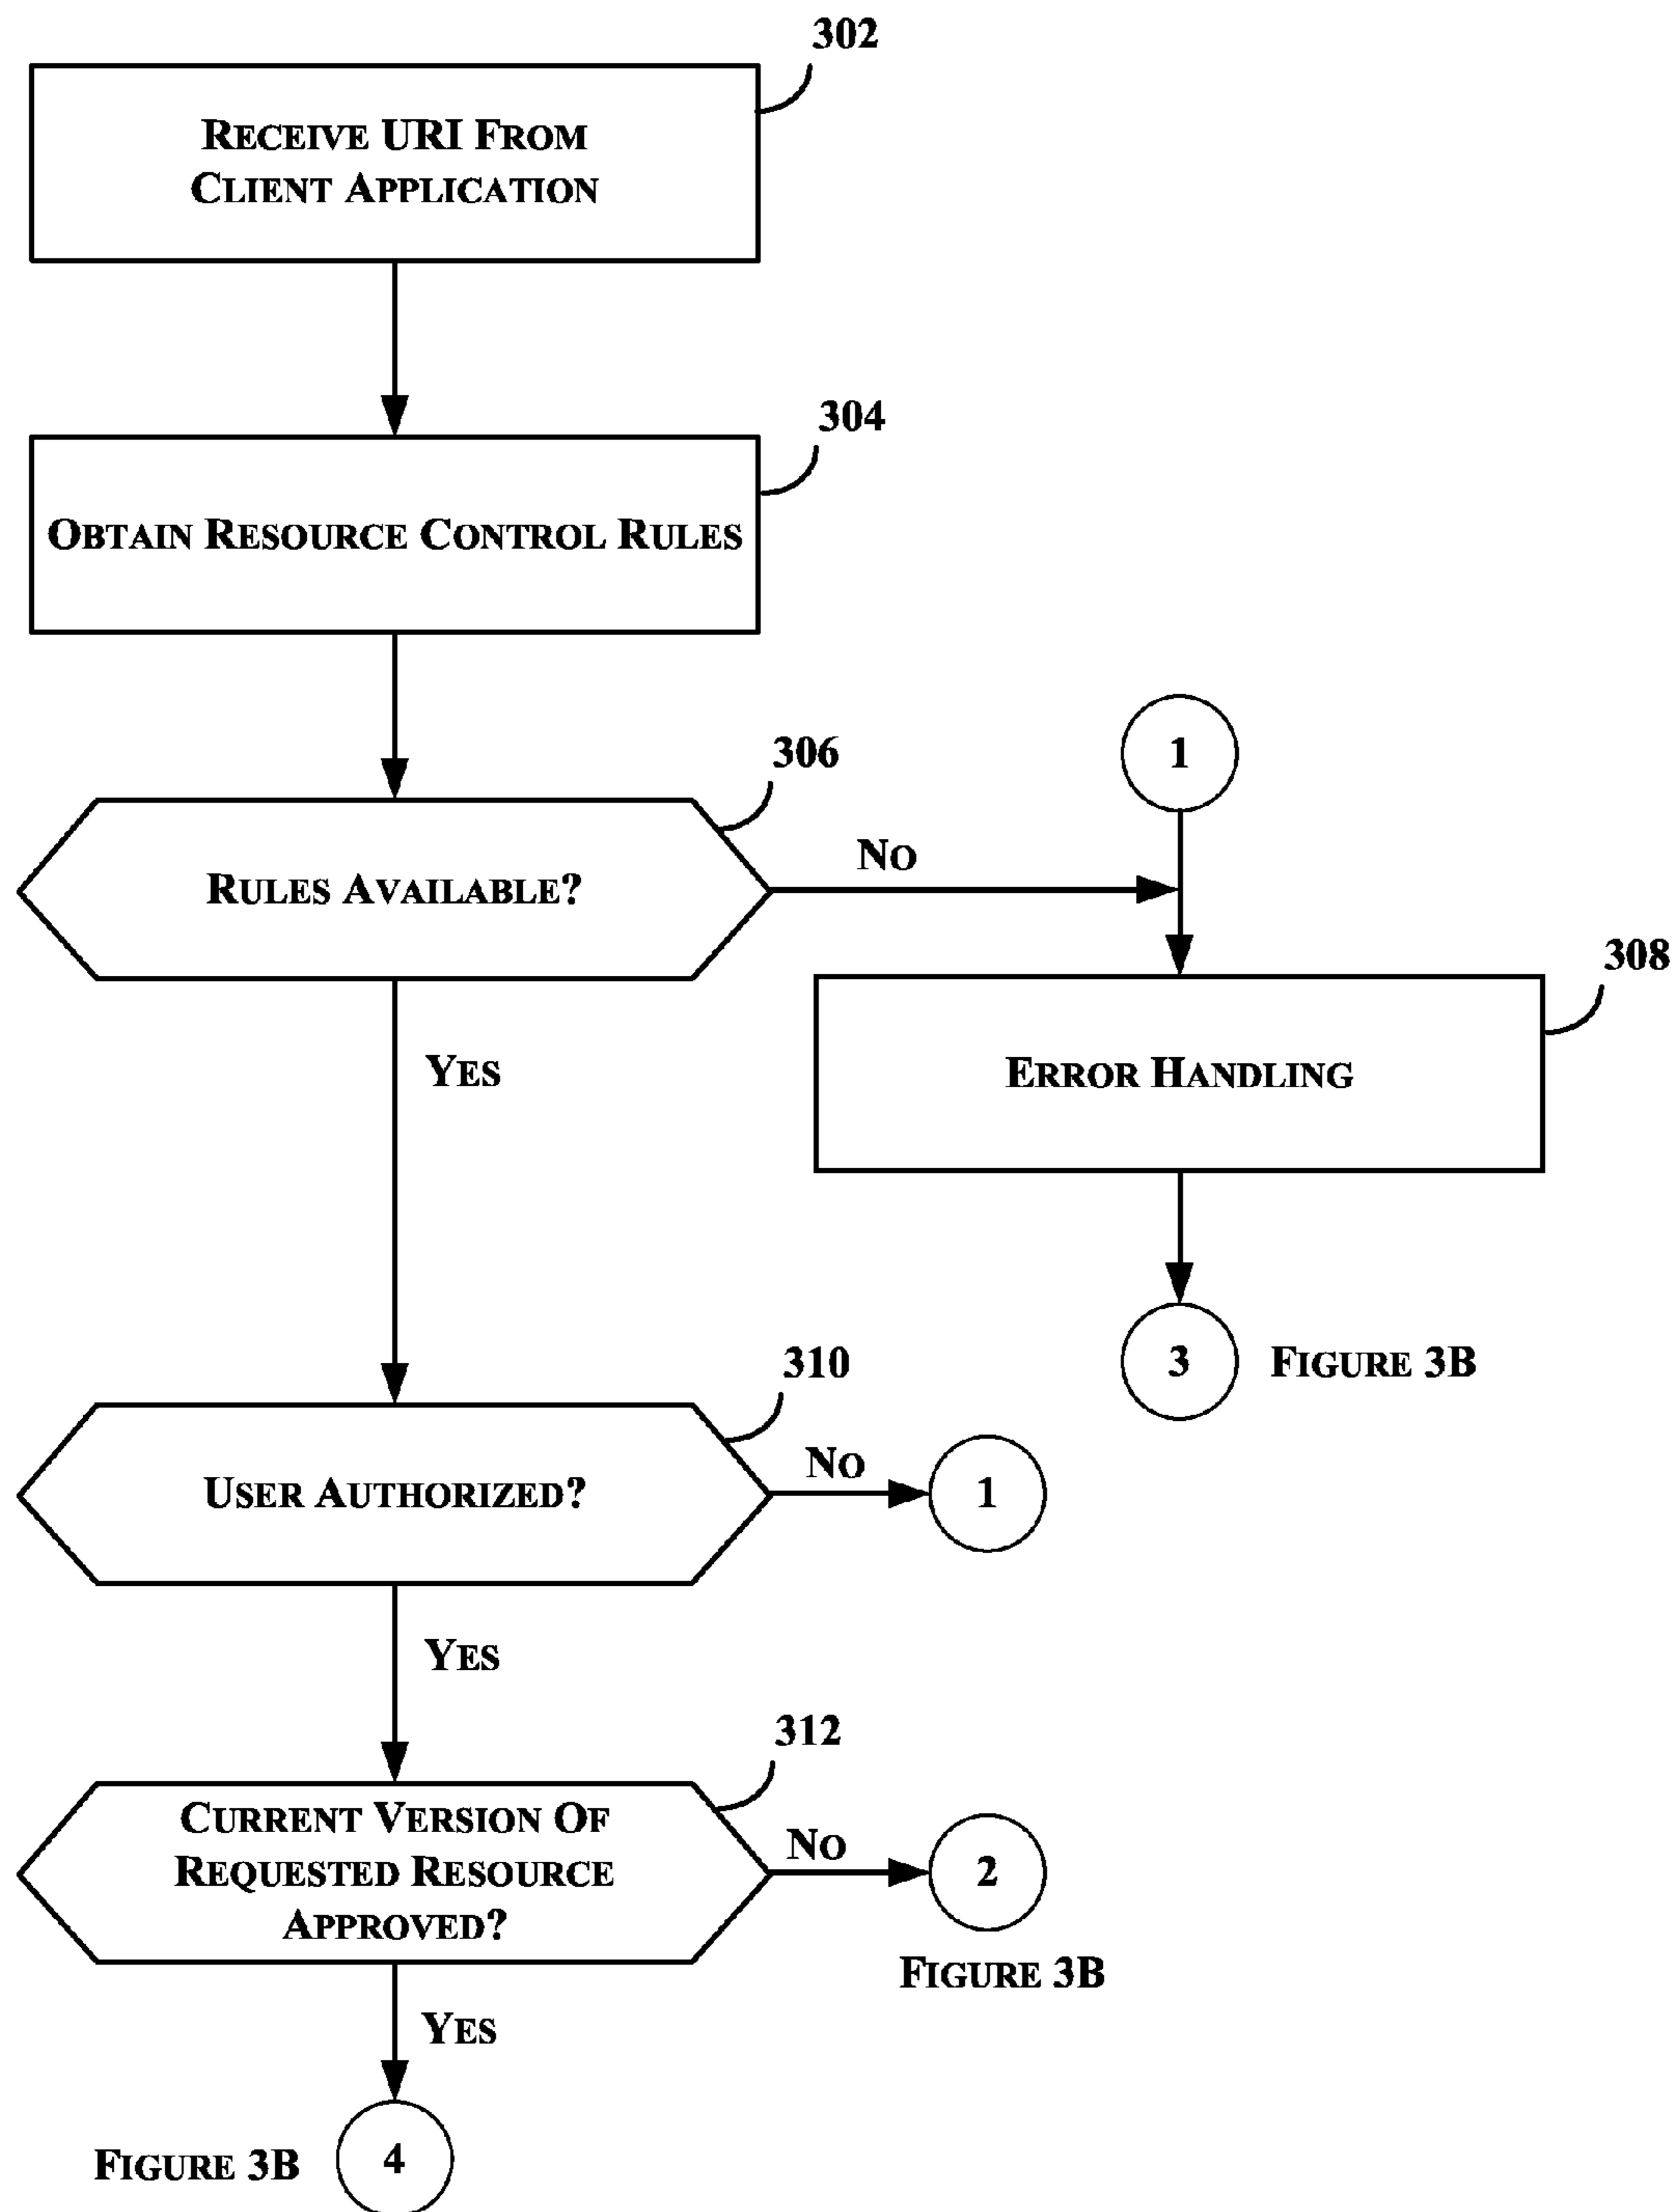 302
RECEIVE URI FROM
CLIENT APPLICATION
304
OBTAIN RESOURCE CONTROL RULES
306
1
RULES AVAILABLE?
NO
308
YES
ERROR HANDLING
310
3 FIGURE 3B
USER AUTHORIZED?
NO
1
YES
312
CURRENT VERSION OF
REQUESTED RESOURCE
APPROVED?
NO
2
FIGURE 3B
YES
FIGURE 3B 4